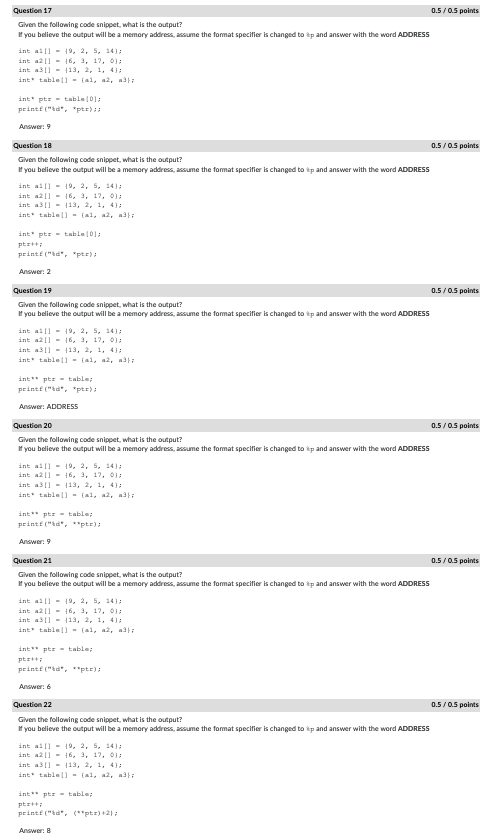 Question 17 0.5 / 0.5 points
Given the following code snippet, what is the output?
If you believe the output will be a memory address, assume the format specifier is changed to %p and answer with the word ADDRESS
int a1[] = {9, 2, 5, 14};
int a2[] = {6, 3, 17, 0};
int a3[] = {13, 2, 1, 4};
int* table[] = {a1, a2, a3};
int* ptr = table[0];
printf("%d", *ptr);;
Answer: 9
Question 18 0.5 / 0.5 points
Given the following code snippet, what is the output?
If you believe the output will be a memory address, assume the format specifier is changed to %p and answer with the word ADDRESS
int a1[] = {9, 2, 5, 14};
int a2[] = {6, 3, 17, 0};
int a3[] = {13, 2, 1, 4};
int* table[] = {a1, a2, a3};
int* ptr = table[0];
ptr++;
printf("%d", *ptr);
Answer: 2
Question 19 0.5 / 0.5 points
Given the following code snippet, what is the output?
If you believe the output will be a memory address, assume the format specifier is changed to %p and answer with the word ADDRESS
int a1[] = {9, 2, 5, 14};
int a2[] = {6, 3, 17, 0};
int a3[] = {13, 2, 1, 4};
int* table[] = {a1, a2, a3};
int** ptr = table;
printf("%d", *ptr);
Answer: ADDRESS
Question 20 0.5 / 0.5 points
Given the following code snippet, what is the output?
If you believe the output will be a memory address, assume the format specifier is changed to %p and answer with the word ADDRESS
int a1[] = {9, 2, 5, 14};
int a2[] = {6, 3, 17, 0};
int a3[] = {13, 2, 1, 4};
int* table[] = {a1, a2, a3};
int** ptr = table;
printf("%d", **ptr);
Answer: 9
Question 21 0.5 / 0.5 points
Given the following code snippet, what is the output?
If you believe the output will be a memory address, assume the format specifier is changed to %p and answer with the word ADDRESS
int a1[] = {9, 2, 5, 14};
int a2[] = {6, 3, 17, 0};
int a3[] = {13, 2, 1, 4};
int* table[] = {a1, a2, a3};
int** ptr = table;
ptr++;
printf("%d", **ptr);
Answer: 6
Question 22 0.5 / 0.5 points
Given the following code snippet, what is the output?
If you believe the output will be a memory address, assume the format specifier is changed to %p and answer with the word ADDRESS
int a1[] = {9, 2, 5, 14};
int a2[] = {6, 3, 17, 0};
int a3[] = {13, 2, 1, 4};
int* table[] = {a1, a2, a3};
int** ptr = table;
ptr++;
printf("%d", (**ptr)+2);
Answer: 8